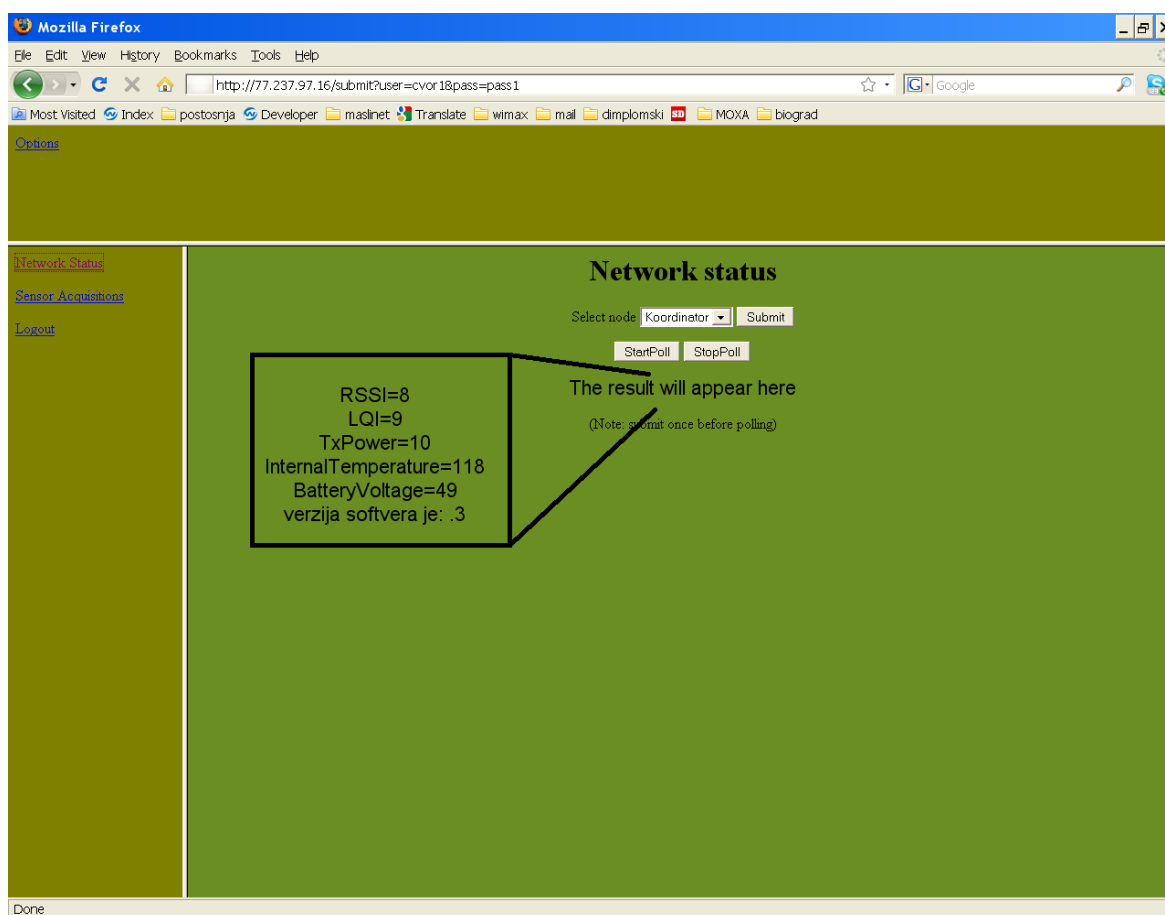 Mozilla Firefox
File Edit View History Bookmarks Tools Help
http://77.237.97.16/submit?user=cvor1&pass=pass1
G Google
Most Visited Index postosnja Developer maslinet Translate wimax mail dimplomski SD MOXA biograd
Options
Network Status
Sensor Acquisitions
Logout
Network status
Select node Koordinator Submit
StartPoll StopPoll
The result will appear here
(Note: submit once before polling)
RSSI=8
LQI=9
TxPower=10
InternalTemperature=118
BatteryVoltage=49
verzija softvera je: .3
Done